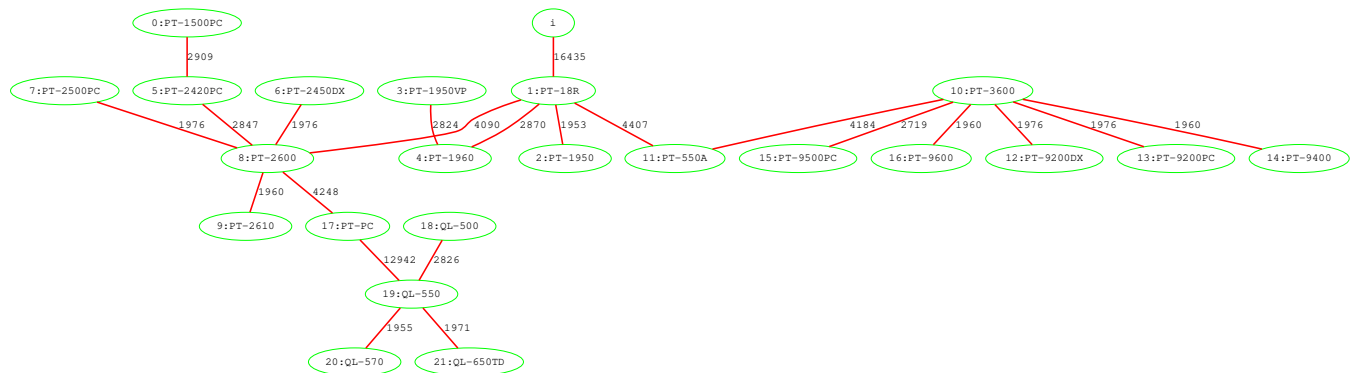 0:PT-1500PC
i
2909
16435
7:PT-2500PC
5:PT-2420PC
6:PT-2450DX
3:PT-1950VP
1:PT-18R
10:PT-3600
1976
2847
1976
2824
4090
2870
1953
4407
4184
2719
1960
1976
1976
1960
8:PT-2600
4:PT-1960
2:PT-1950
11:PT-550A
15:PT-9500PC
16:PT-9600
12:PT-9200DX
13:PT-9200PC
14:PT-9400
1960
4248
9:PT-2610
17:PT-PC
18:QL-500
12942
2826
19:QL-550
1955
1971
20:QL-570
21:QL-650TD